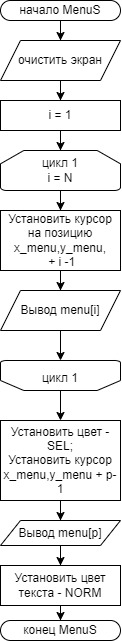 начало MenuS
очистить экран
i = 1
цикл 1
i = N
Установить курсор
на позицию
x_menu,y_menu,
+ i -1
Вывод menu[i]
цикл 1
Установить цвет -
SEL;
Установить курсор
x_menu,y_menu + p-
1
Вывод menu[p]
Установить цвет
текста - NORM
конец MenuS